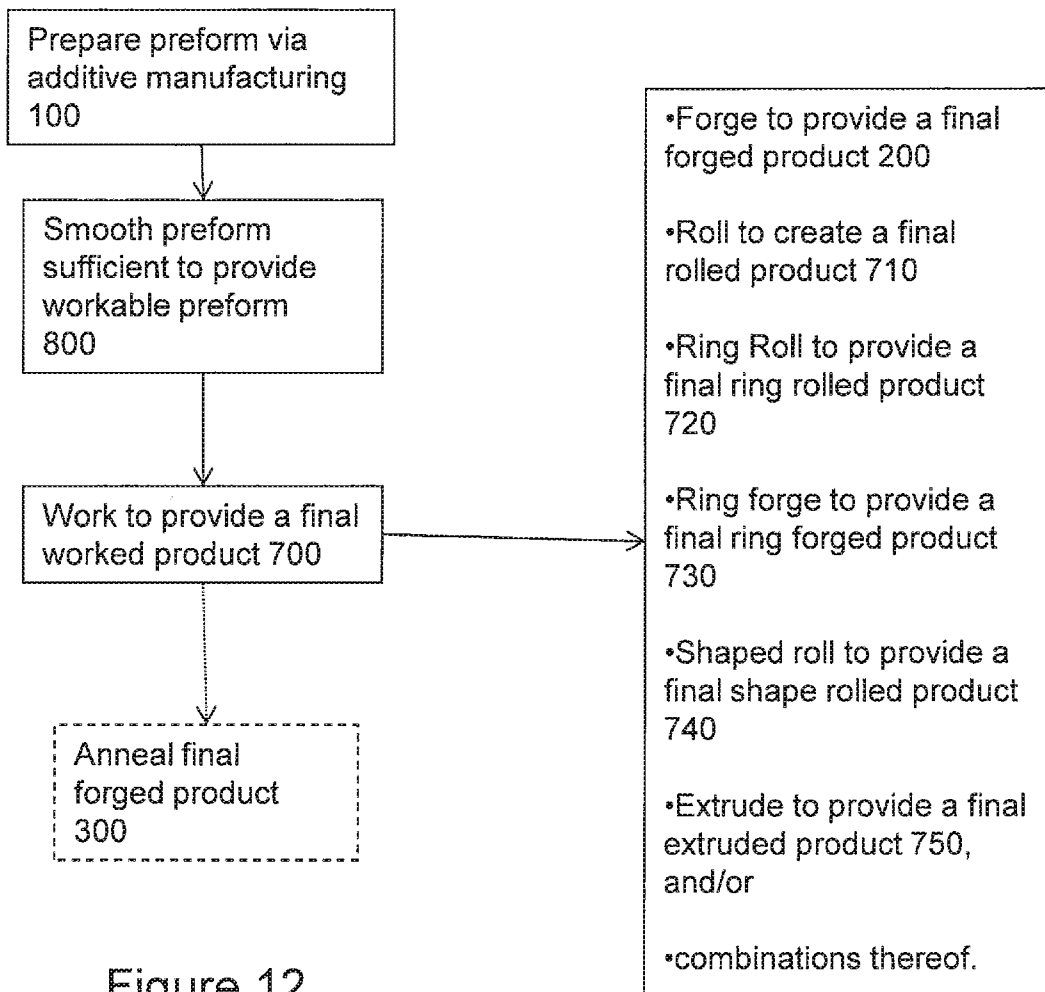 Prepare preform via
additive manufacturing
100
Smooth preform
sufficient to provide
workable preform
800
Work to provide a final
worked product 700
Anneal final
forged product
300
•Forge to provide a final
forged product 200
•Roll to create a final
rolled product 710
•Ring Roll to provide a
final ring rolled product
720
•Ring forge to provide a
final ring forged product
730
•Shaped roll to provide a
final shape rolled product
740
•Extrude to provide a final
extruded product 750,
and/or
•combinations thereof.
Figure 12